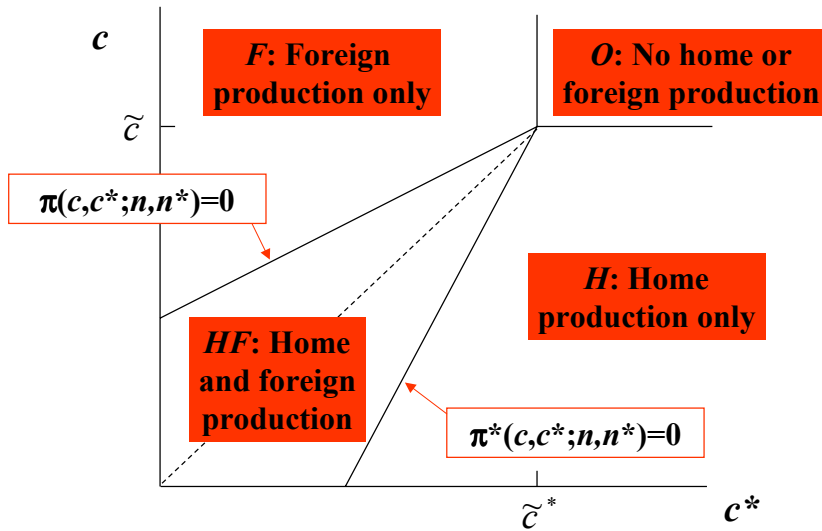 c
F: Foreign
production only
O: No home or
foreign production
c̃
π(c,c*;n,n*)=0
H: Home
production only
HF: Home
and foreign
production
π*(c,c*;n,n*)=0
c̃*
c*